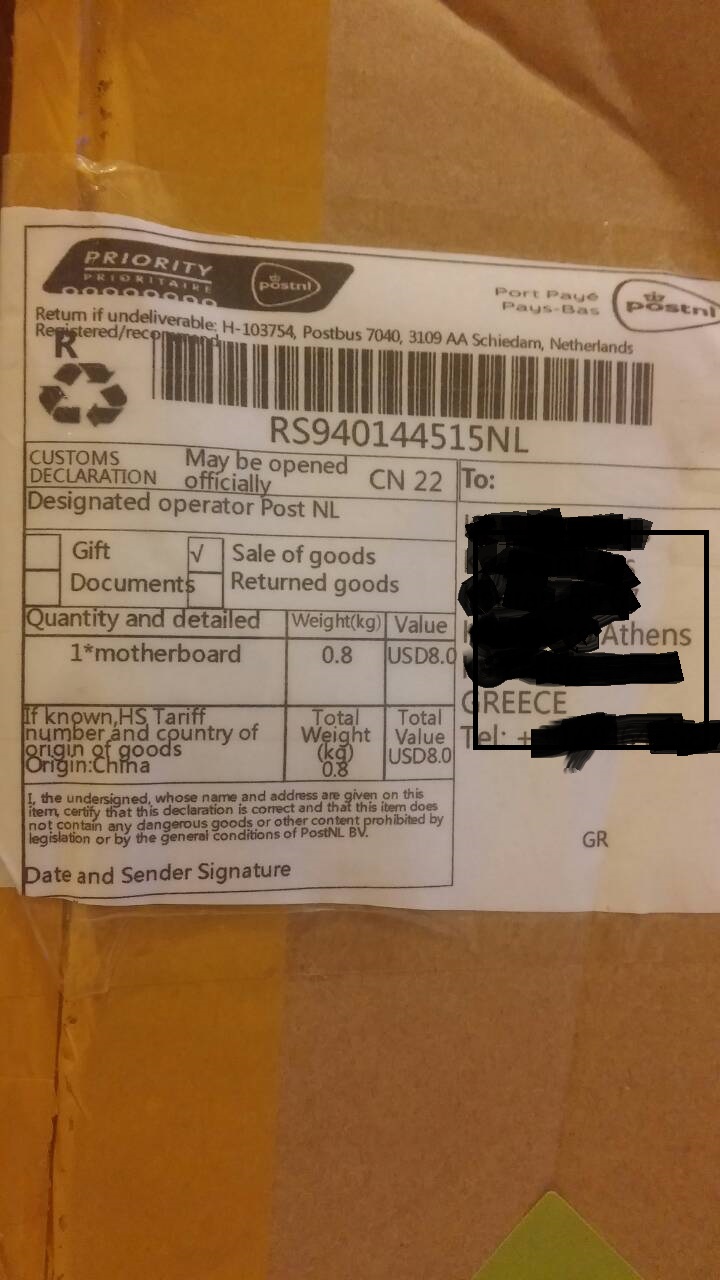 PRIORITY
PRIORITAIRE
postnl
Port Payé
Pays-Bas
postnl
Return if undeliverable: H-103754, Postbus 7040, 3109 AA Schiedam, Netherlands
Registered/recommend
R
RS940144515NL
CUSTOMS
DECLARATION
May be opened
officially
CN 22
Designated operator Post NL
Gift
√ Sale of goods
Documents
Returned goods
Quantity and detailed Weight(kg) Value
1*motherboard 0.8 USD8.0
If known,HS Tariff
number and country of
origin of goods
Origin:China
Total
Weight
(kg)
0.8
Total
Value
USD8.0
I, the undersigned, whose name and address are given on this
item, certify that this declaration is correct and that this item does
not contain any dangerous goods or other content prohibited by
legislation or by the general conditions of PostNL BV.
Date and Sender Signature
To:
Athens
GREECE
Tel: +
GR